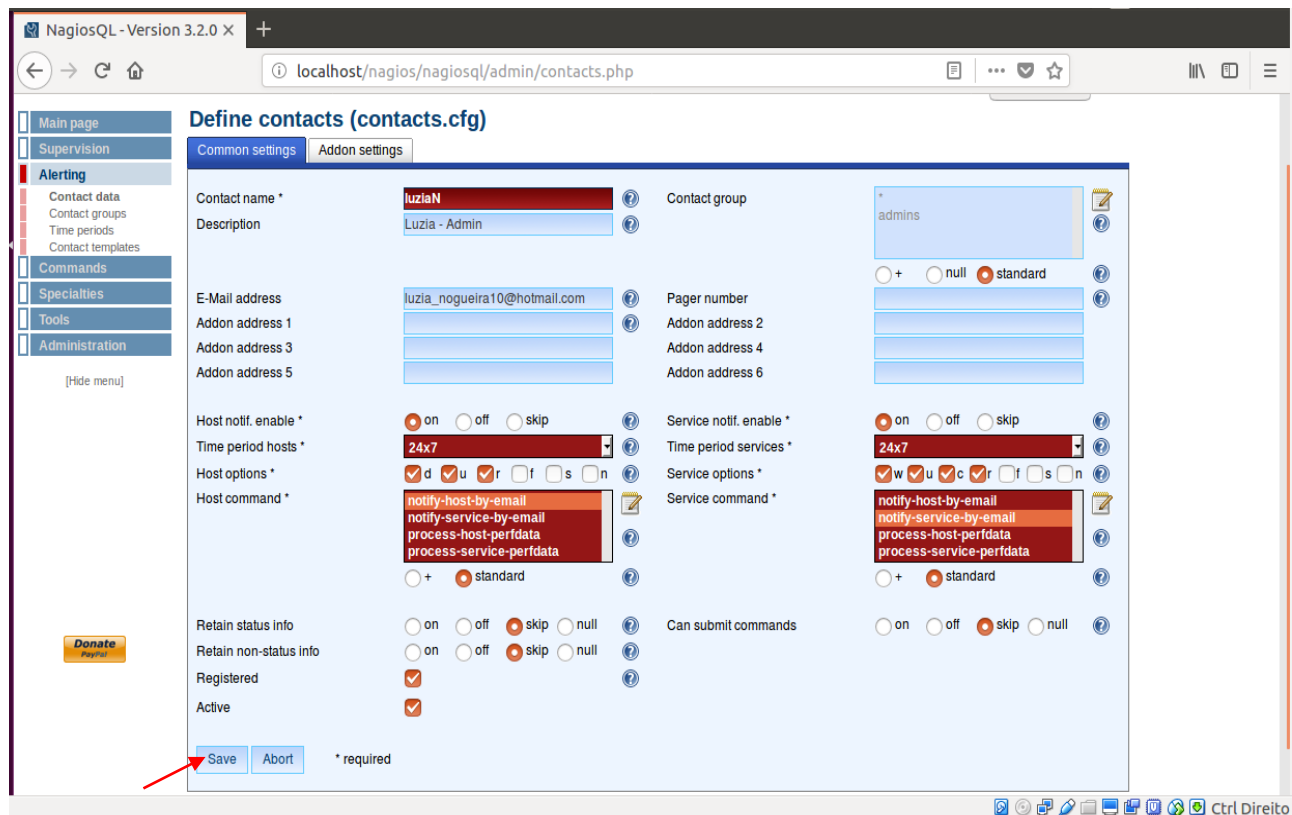 NagiosQL - Version 3.2.0
localhost/nagios/nagiosql/admin/contacts.php
Main page
Supervision
Alerting
Contact data
Contact groups
Time periods
Contact templates
Commands
Specialties
Tools
Administration
[Hide menu]
Donate
PayPal
Define contacts (contacts.cfg)
Common settings Addon settings
Contact name * luziaN Contact group * admins
Description Luzia - Admin
+ null standard
E-Mail address luzia_nogueira10@hotmail.com Pager number
Addon address 1 Addon address 2
Addon address 3 Addon address 4
Addon address 5 Addon address 6
Host notif. enable * on off skip Service notif. enable * on off skip
Time period hosts * 24x7 Time period services * 24x7
Host options * d u r f s n Service options * w u c r f s n
Host command * notify-host-by-email Service command * notify-host-by-email
notify-service-by-email notify-service-by-email
process-host-perfdata process-host-perfdata
process-service-perfdata process-service-perfdata
+ standard + standard
Retain status info on off skip null Can submit commands on off skip null
Retain non-status info on off skip null
Registered
Active
Save Abort * required
Ctrl Direito